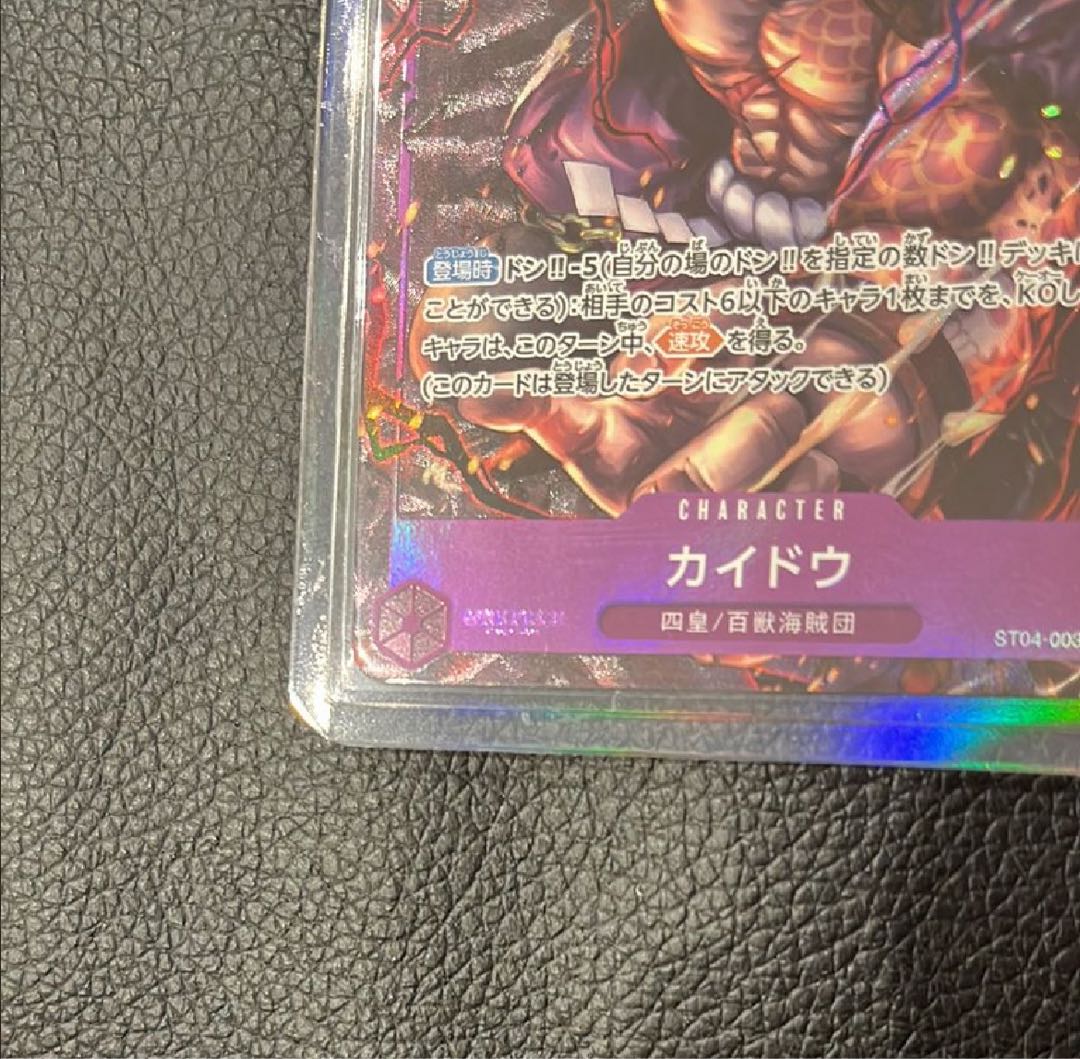 登場時 ドン‼-5(自分の場のドン‼を指定の数ドン‼デッキに
ことができる):相手のコスト6以下のキャラ1枚までを、KOし
キャラは、このターン中、速攻を得る。
(このカードは登場したターンにアタックできる)
CHARACTER
カイドウ
四皇/百獣海賊団
ST04-003